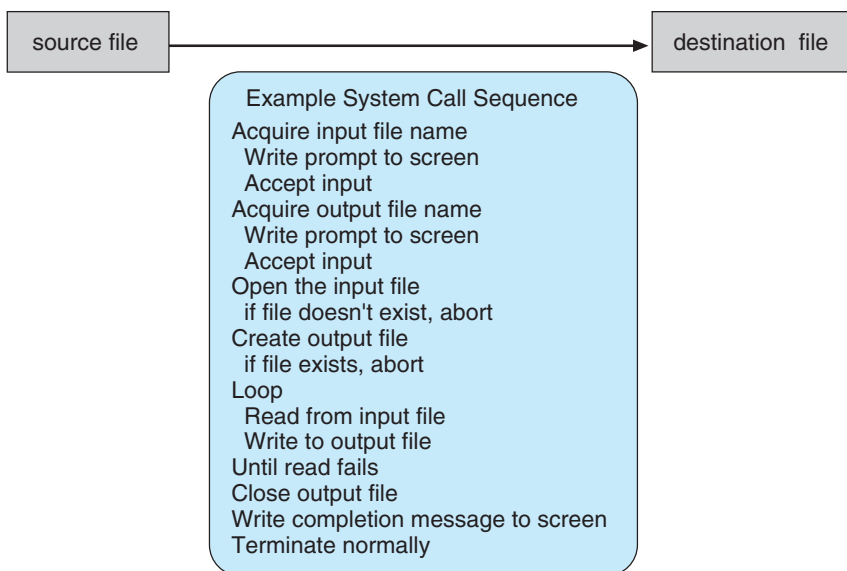 source file
destination file
Example System Call Sequence
Acquire input file name
Write prompt to screen
Accept input
Acquire output file name
Write prompt to screen
Accept input
Open the input file
if file doesn't exist, abort
Create output file
if file exists, abort
Loop
Read from input file
Write to output file
Until read fails
Close output file
Write completion message to screen
Terminate normally